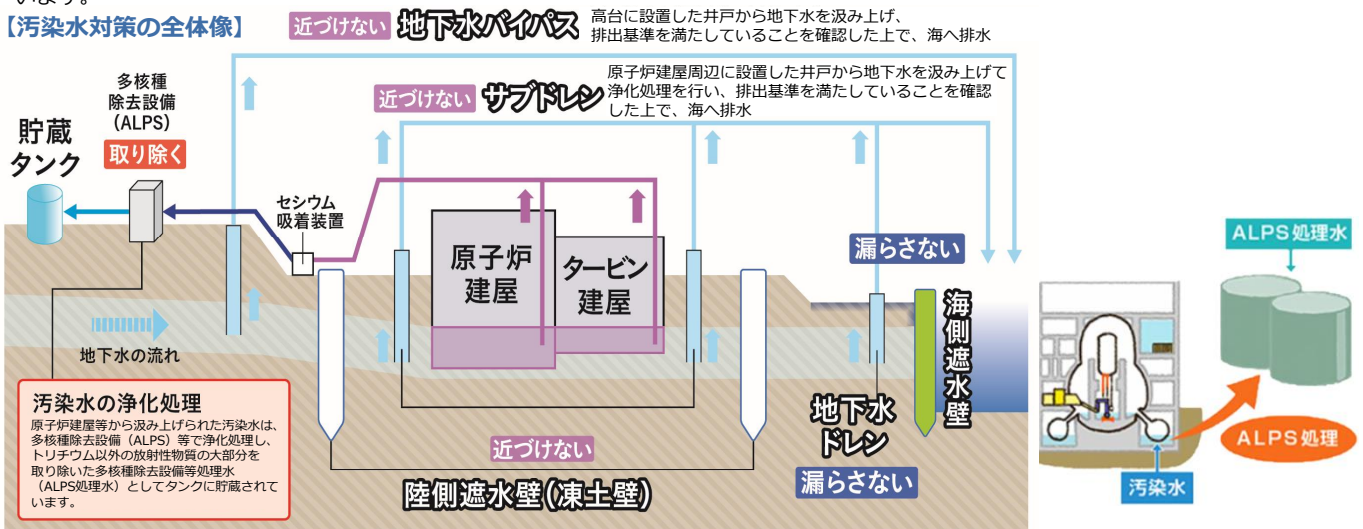 います。
【汚染水対策の全体像】
近づけない 地下水バイパス
高台に設置した井戸から地下水を汲み上げ、
排出基準を満たしていることを確認した上で、海へ排水
近づけない サブドレン
原子炉建屋周辺に設置した井戸から地下水を汲み上げて
浄化処理を行い、排出基準を満たしていることを確認
した上で、海へ排水
多核種
除去設備
(ALPS)
取り除く
貯蔵
タンク
セシウム
吸着装置
原子炉
建屋
タービン
建屋
漏らさない
海側遮水壁
地下水の流れ
汚染水の浄化処理
原子炉建屋等から汲み上げられた汚染水は、
多核種除去設備（ALPS）等で浄化処理し、
トリチウム以外の放射性物質の大部分を
取り除いた多核種除去設備等処理水
（ALPS処理水）としてタンクに貯蔵されて
います。
近づけない
陸側遮水壁(凍土壁)
地下水
ドレン
漏らさない
ALPS処理水
ALPS処理
汚染水